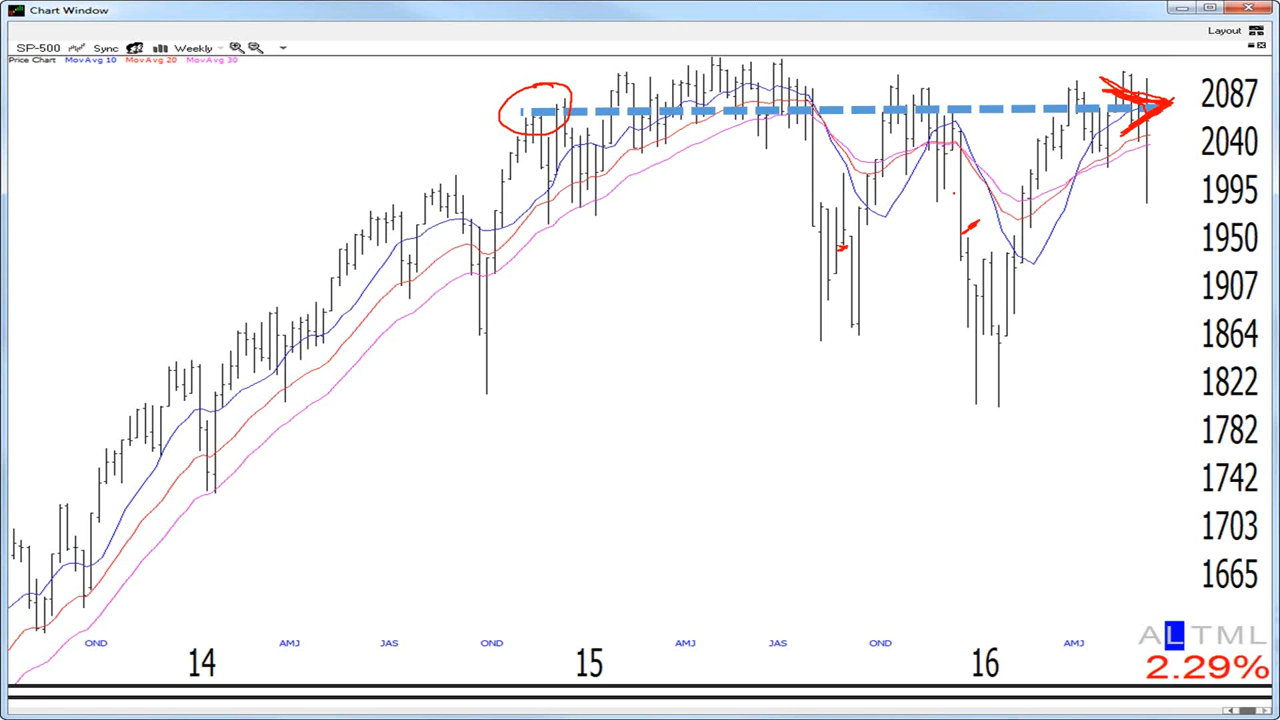 Chart Window
Layout
SP-500 Sync Weekly
Price Chart MovAvg 10 MovAvg 20 MovAvg 30
2087
2040
1995
1950
1907
1864
1822
1782
1742
1703
1665
OND AMJ JAS OND AMJ JAS OND AMJ
ALTML
14 15 16
2.29%